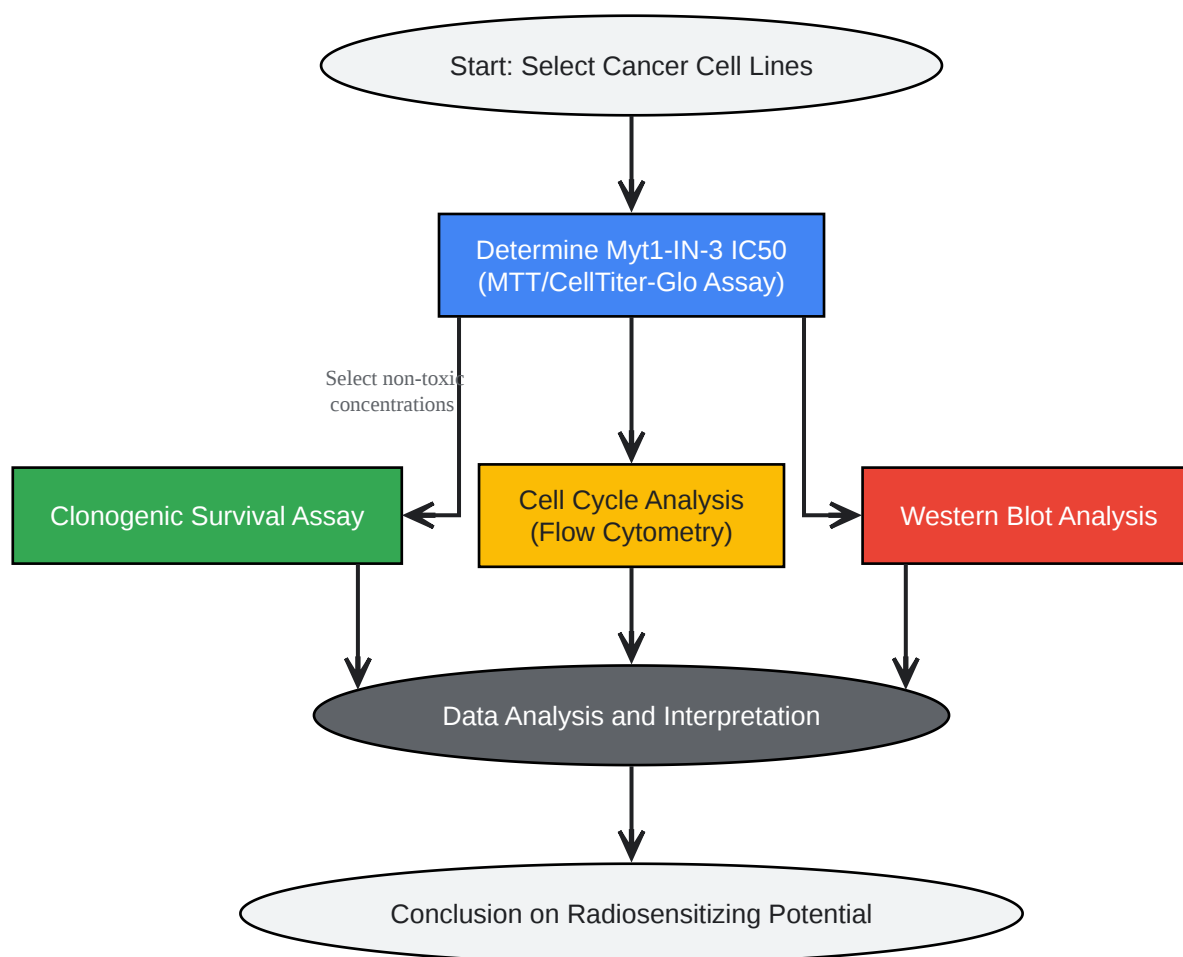 Start: Select Cancer Cell Lines
Determine Myt1-IN-3 IC50
(MTT/CellTiter-Glo Assay)
Select non-toxic
concentrations
Clonogenic Survival Assay
Cell Cycle Analysis
(Flow Cytometry)
Western Blot Analysis
Data Analysis and Interpretation
Conclusion on Radiosensitizing Potential